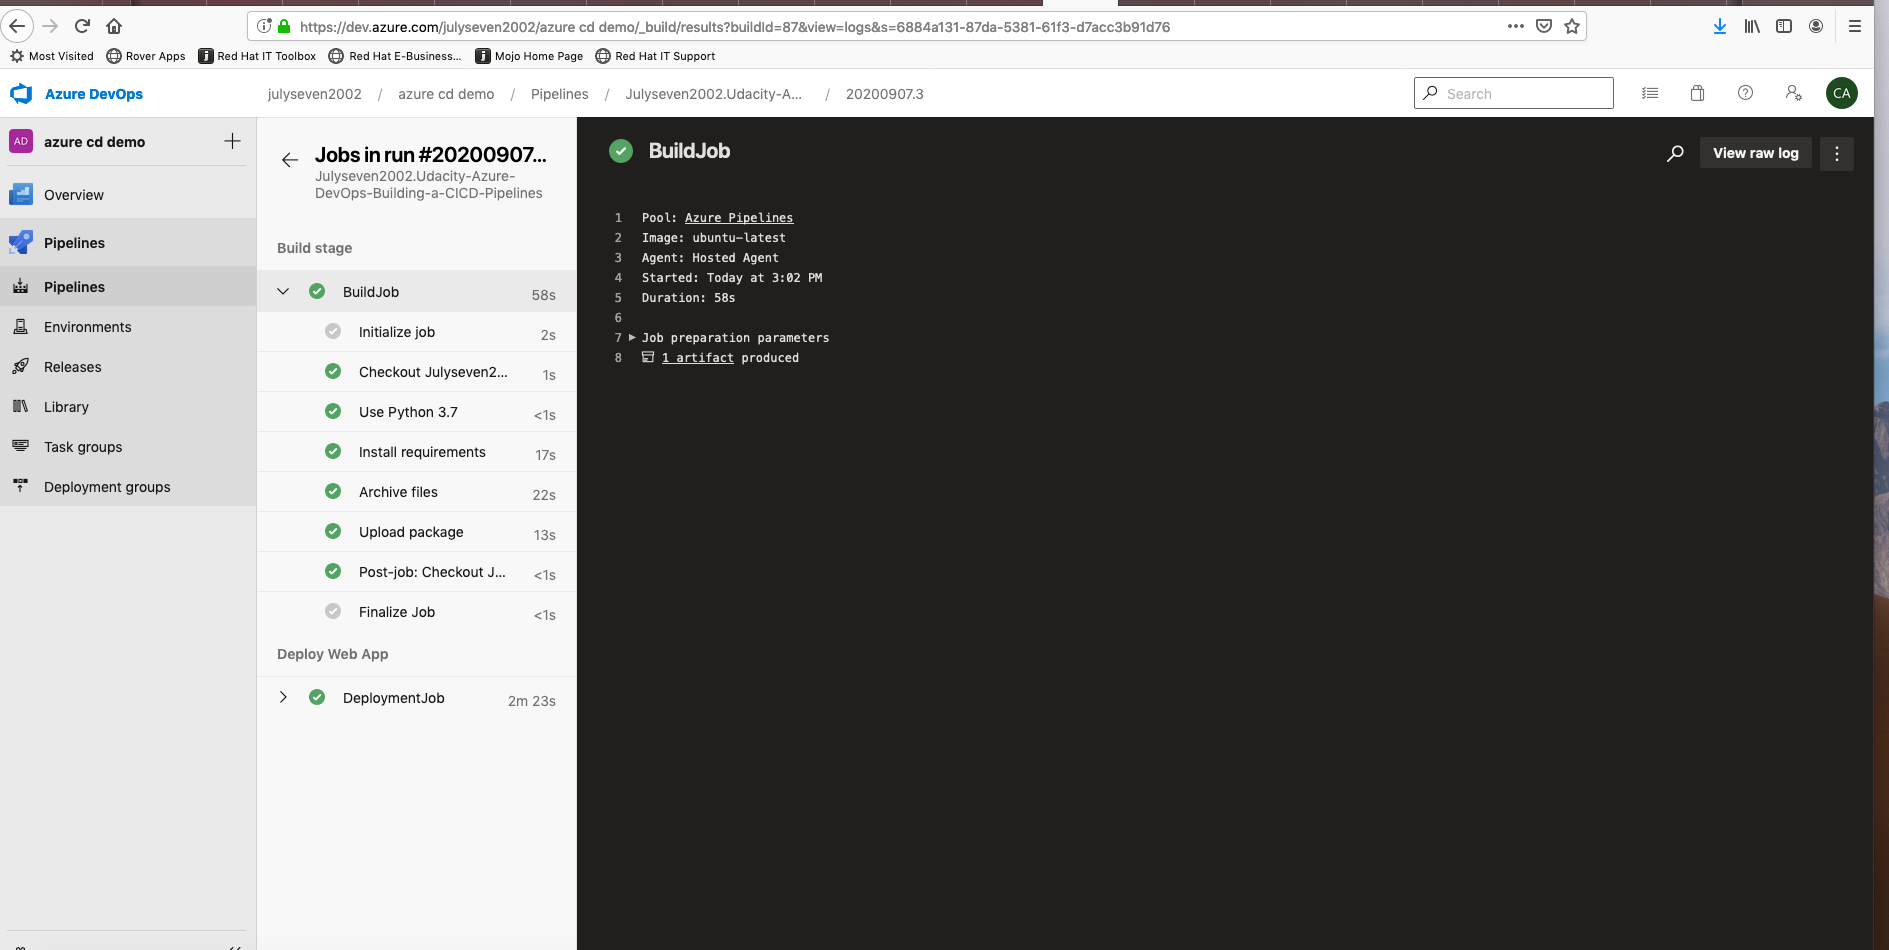 https://dev.azure.com/julyseven2002/azure cd demo/_build/results?buildId=87&view=logs&s=6884a131-87da-5381-61f3-d7acc3b91d76
Most Visited Rover Apps Red Hat IT Toolbox Red Hat E-Business... Mojo Home Page Red Hat IT Support
Azure DevOps julyseven2002 / azure cd demo / Pipelines / Julyseven2002.Udacity-A... / 20200907.3 Search CA
AD azure cd demo
Overview
Pipelines
Pipelines
Environments
Releases
Library
Task groups
Deployment groups
Jobs in run #20200907...
Julyseven2002.Udacity-Azure-
DevOps-Building-a-CICD-Pipelines
Build stage
BuildJob 58s
Initialize job 2s
Checkout Julyseven2... 1s
Use Python 3.7 <1s
Install requirements 17s
Archive files 22s
Upload package 13s
Post-job: Checkout J... <1s
Finalize Job <1s
Deploy Web App
DeploymentJob 2m 23s
BuildJob View raw log
1 Pool: Azure Pipelines
2 Image: ubuntu-latest
3 Agent: Hosted Agent
4 Started: Today at 3:02 PM
5 Duration: 58s
6
7 Job preparation parameters
8 1 artifact produced